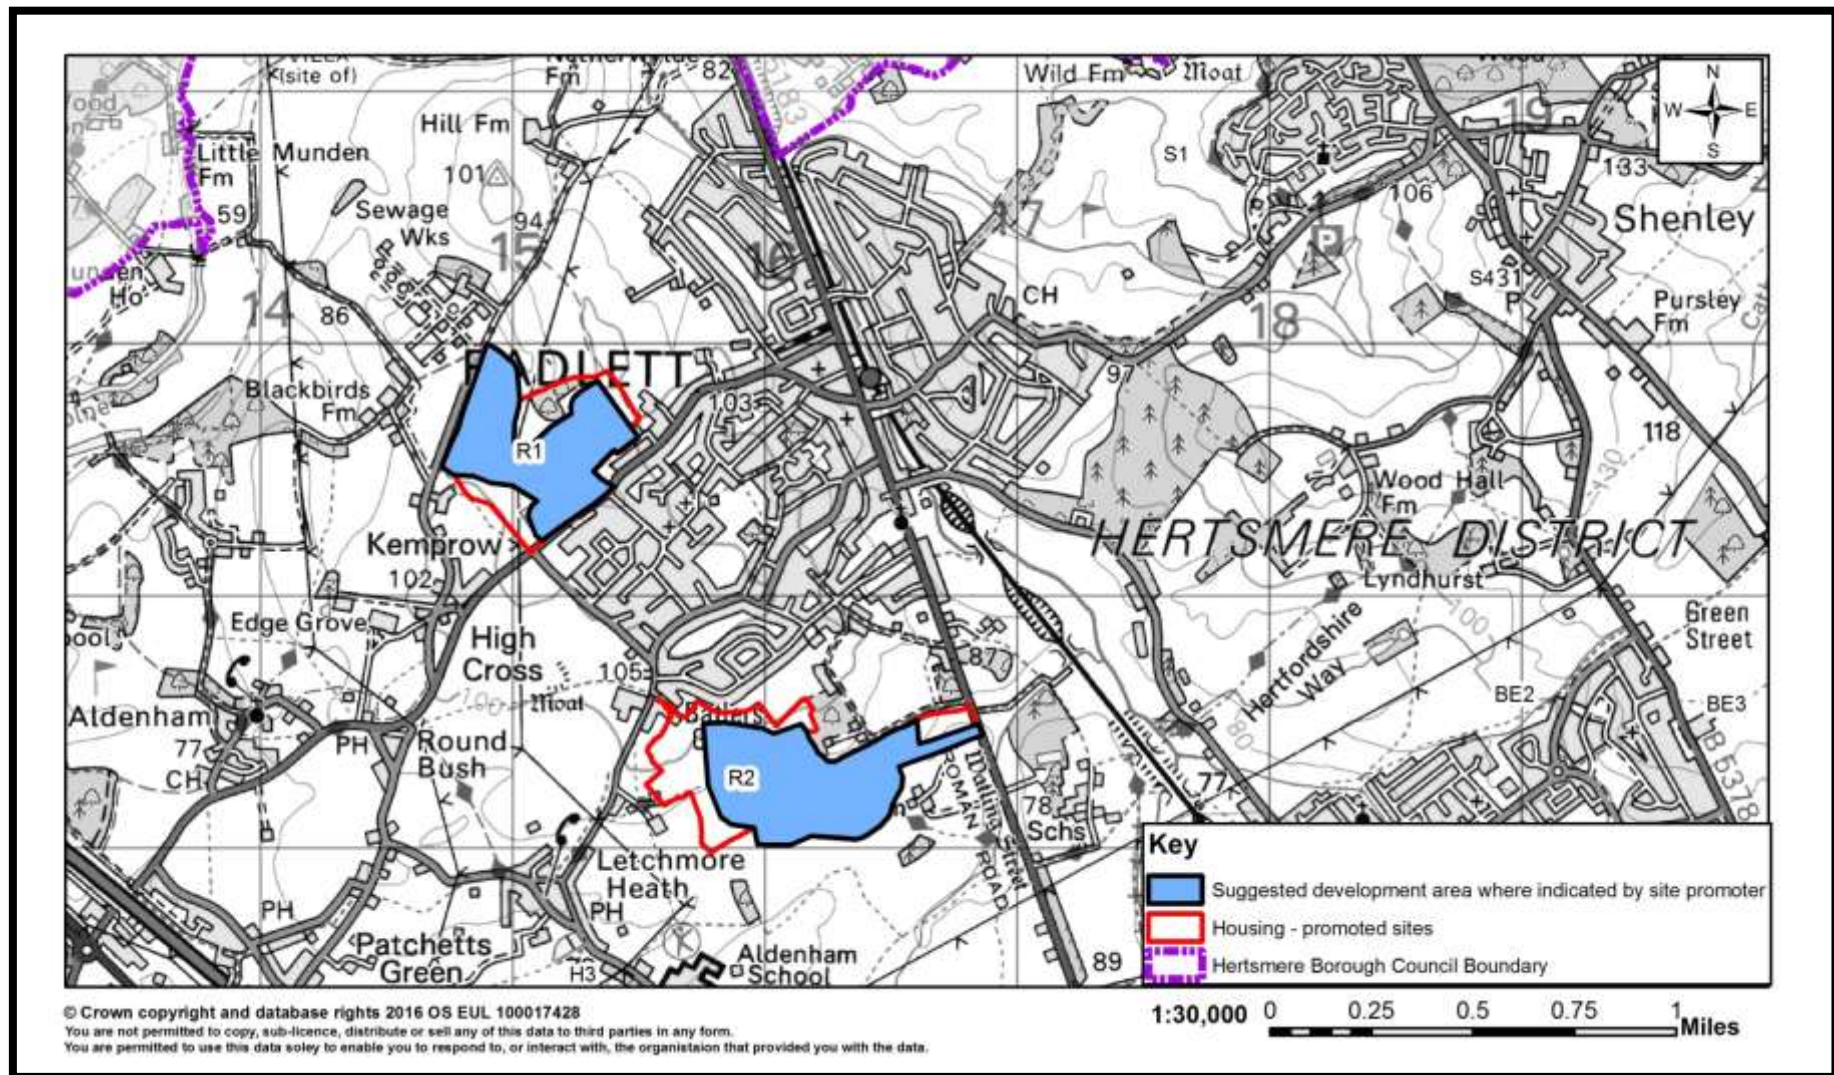 (site of)
Fm
82
Wild Fm
Moat
N
W
E
S
Hill Fm
183
19
Little Munden
Fm
101
S1
133
59
Sewage
Wks
94
15
16
17
106
Shenley
P
Ho
14
86
CH
S431
P
18
Pursley
Fm
RADLETT
Blackbirds
Fm
103
97
R1
118
130
Wood Hall
Fm
Kemprow
HERTSMERE DISTRICT
102
Lyndhurst
Edge Grove
High
Cross
100
Green
Street
105
87
Hertfordshire
Way
Aldenham
100
Moat
BE2
BE3
77
PH
Round
Bush
80
CH
R2
ROMAN
ROAD
Watling Street
78
Schs
77
B 5378
Letchmore
Heath
PH
PH
Patchetts
Green
H3
Aldenham
School
89
Key
Suggested development area where indicated by site promoter
Housing - promoted sites
Hertsmere Borough Council Boundary
© Crown copyright and database rights 2016 OS EUL 100017428
You are not permitted to copy, sub-licence, distribute or sell any of this data to third parties in any form.
You are permitted to use this data soley to enable you to respond to, or interact with, the organistaion that provided you with the data.
1:30,000
0 0.25 0.5 0.75 1
Miles